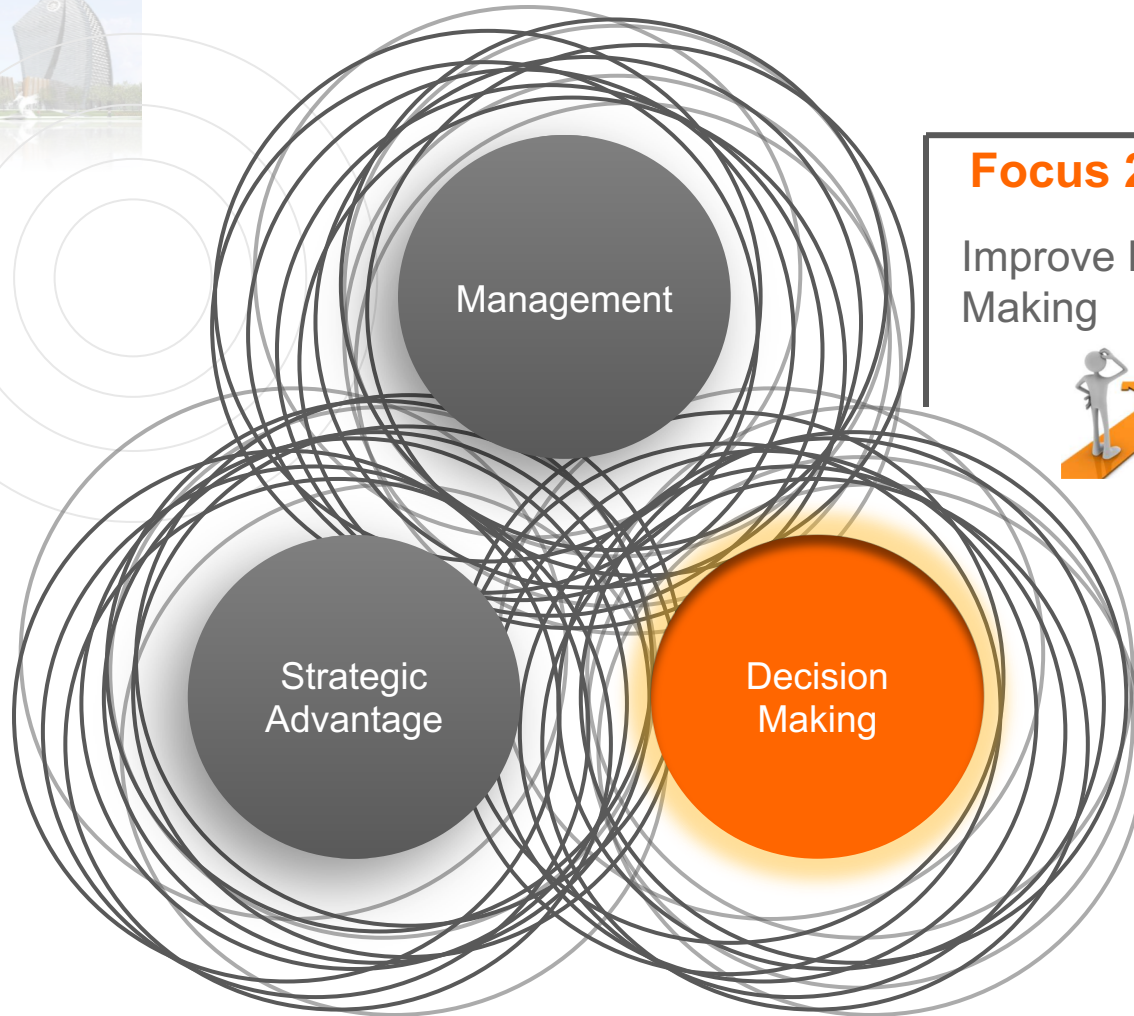 Management
Focus 2
Improve
Making
Strategic
Advantage
Decision
Making